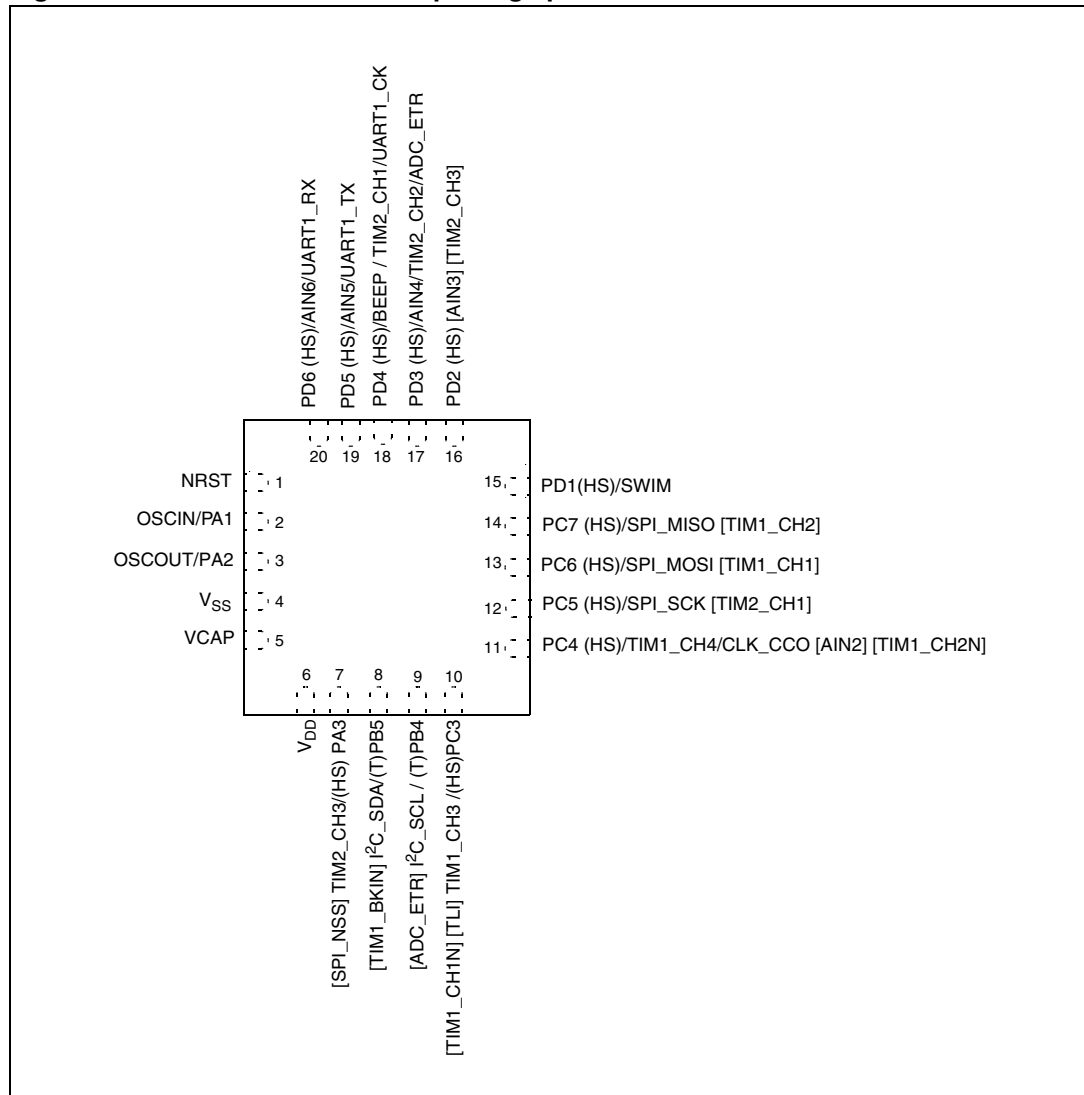 PD6 (HS)/AIN6/UART1_RX
PD5 (HS)/AIN5/UART1_TX
PD4 (HS)/BEEP / TIM2_CH1/UART1_CK
PD3 (HS)/AIN4/TIM2_CH2/ADC_ETR
PD2 (HS) [AIN3] [TIM2_CH3]
20 19 18 17 16
NRST 1
OSCIN/PA1 2
OSCOUT/PA2 3
VSS 4
VCAP 5
15 PD1(HS)/SWIM
14 PC7 (HS)/SPI_MISO [TIM1_CH2]
13 PC6 (HS)/SPI_MOSI [TIM1_CH1]
12 PC5 (HS)/SPI_SCK [TIM2_CH1]
11 PC4 (HS)/TIM1_CH4/CLK_CCO [AIN2] [TIM1_CH2N]
6 7 8 9 10
VDD
[SPI_NSS] TIM2_CH3/(HS) PA3
[TIM1_BKIN] I²C_SDA/(T)PB5
[ADC_ETR] I²C_SCL / (T)PB4
[TIM1_CH1N] [TLI] TIM1_CH3 /(HS)PC3